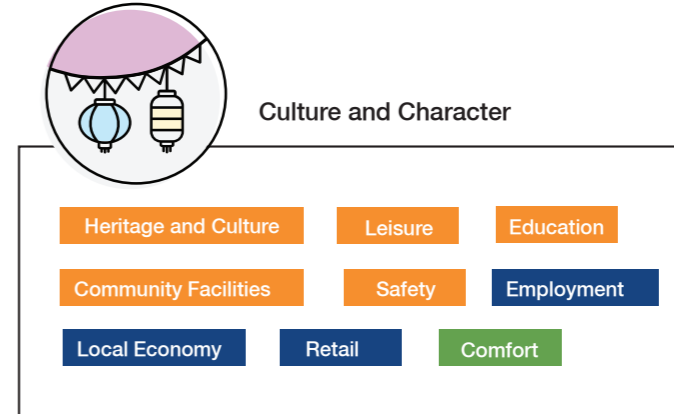 Culture and Character
Heritage and Culture
Leisure
Education
Community Facilities
Safety
Employment
Local Economy
Retail
Comfort